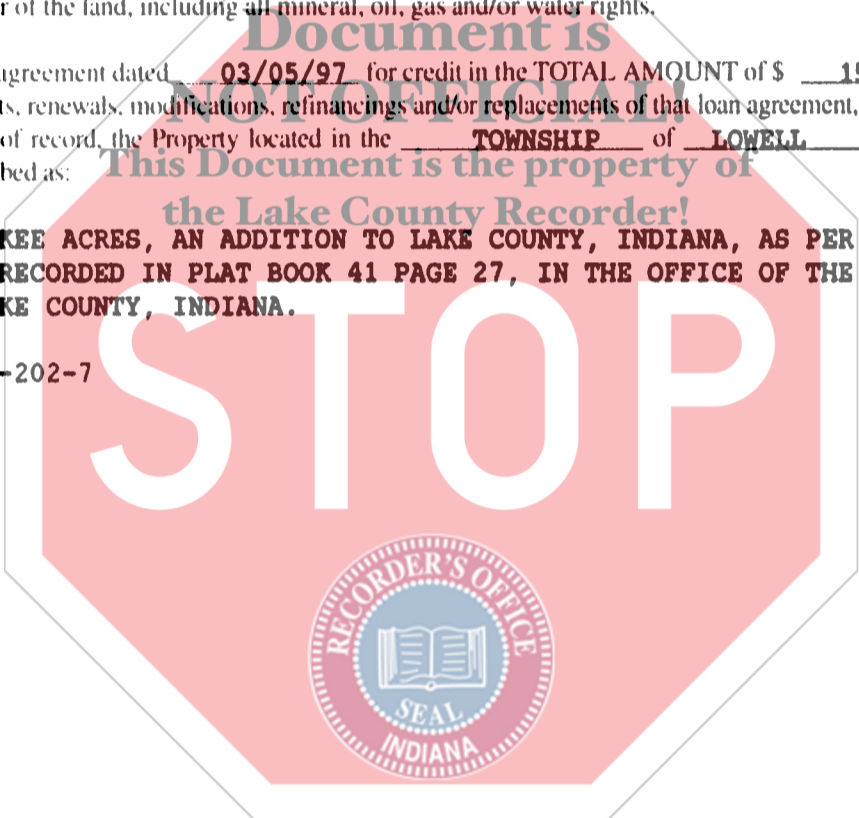 r of the land, including all mineral, oil, gas and/or water rights.
Document is
agreement dated 03/05/97 for credit in the TOTAL AMOUNT of $ 15
NOT OFFICIAL!
ts, renewals, modifications, refinancings and/or replacements of that loan agreement,
of record, the Property located in the TOWNSHIP of LOWELL
bed as:
This Document is the property of
the Lake County Recorder!
KEE ACRES, AN ADDITION TO LAKE COUNTY, INDIANA, AS PER
RECORDED IN PLAT BOOK 41 PAGE 27, IN THE OFFICE OF THE
KE COUNTY, INDIANA.
-202-7
STOP
RECORDER'S OFFICE
SEAL
INDIANA